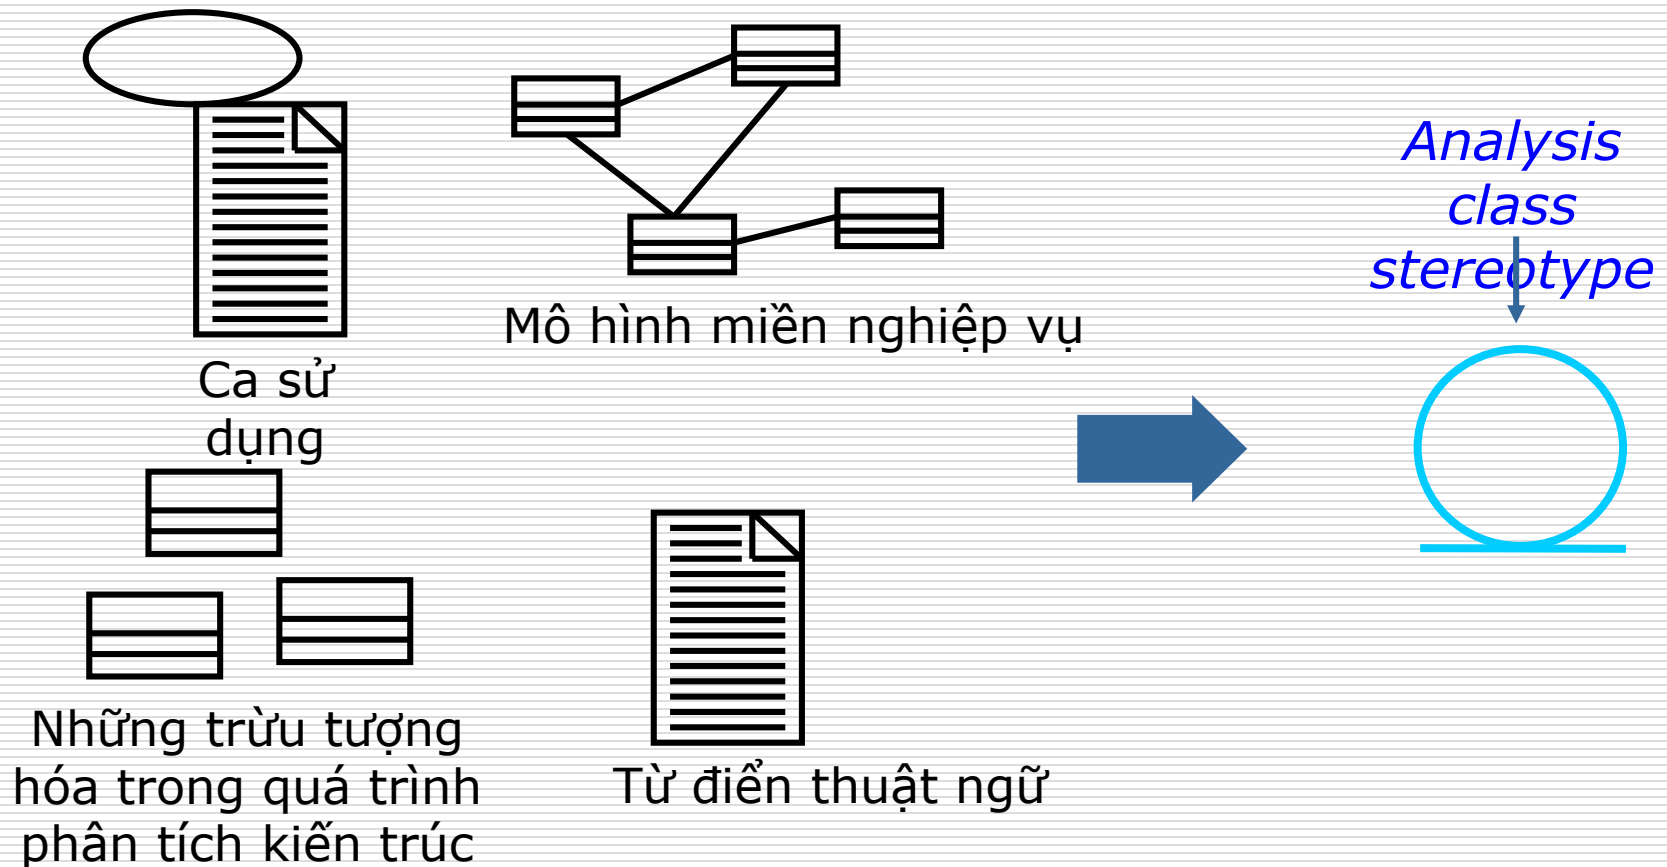 Analysis
class
stereotype
Mô hình miền nghiệp vụ
Ca sử
dụng
Những trừu tượng
hóa trong quá trình
phân tích kiến trúc
Từ điển thuật ngữ